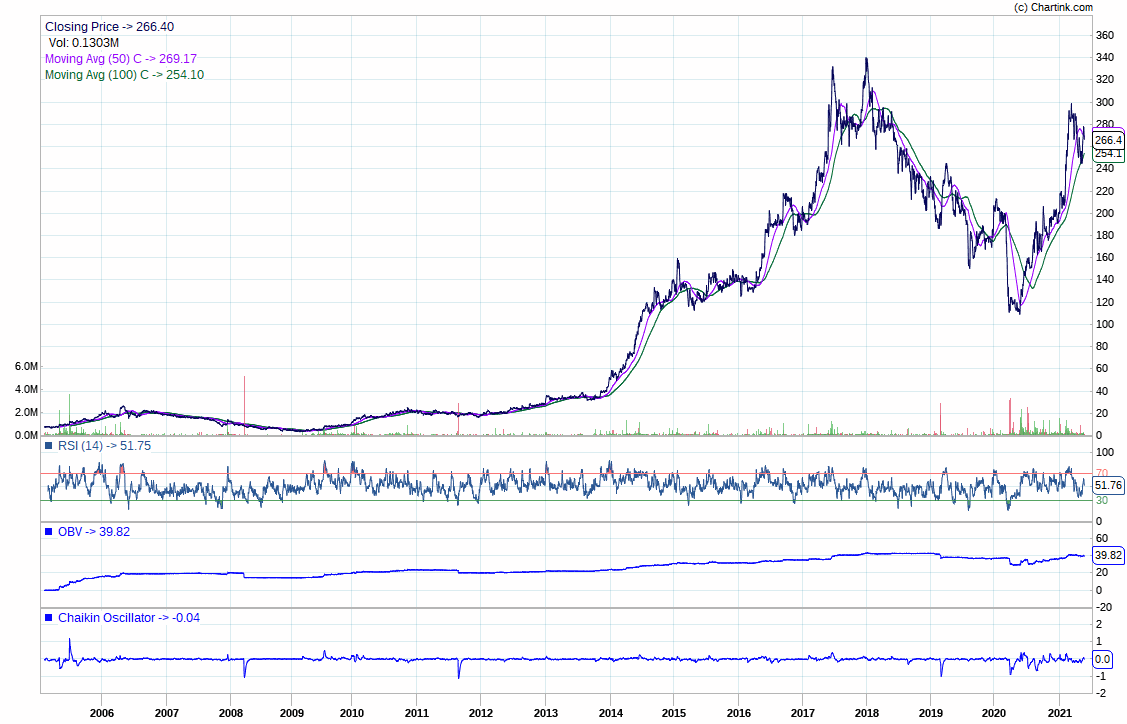 (c) Chartink.com
Closing Price -> 266.40
Vol: 0.1303M
Moving Avg (50) C -> 269.17
Moving Avg (100) C -> 254.10
360
340
320
300
280
266.4
254.1
240
220
200
180
160
140
120
100
80
60
40
20
0
6.0M
4.0M
2.0M
0.0M
RSI (14) -> 51.75
100
70
51.76
30
0
OBV -> 39.82
60
39.82
20
0
-20
Chaikin Oscillator -> -0.04
2
1
0.0
-1
-2
2006 2007 2008 2009 2010 2011 2012 2013 2014 2015 2016 2017 2018 2019 2020 2021